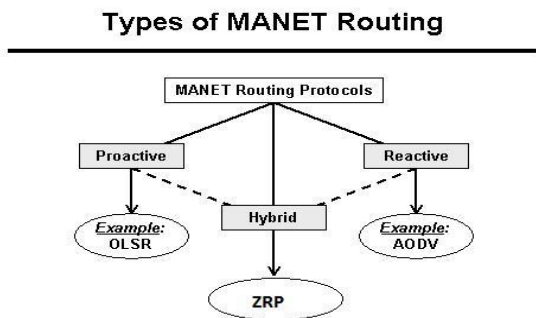 Types of MANET Routing
MANET Routing Protocols
Proactive
Reactive
Hybrid
Example:
OLSR
Example:
AODV
ZRP